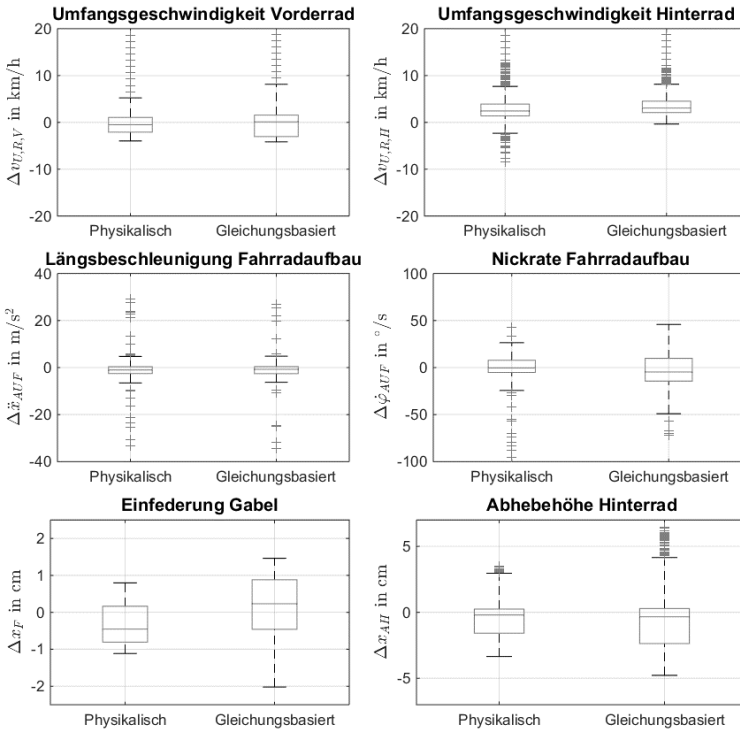 Umfangsgeschwindigkeit Vorderrad
Δv_{U,R,V} in km/h
20
10
0
-10
-20
Physikalisch Gleichungsbasiert
Umfangsgeschwindigkeit Hinterrad
Δv_{U,R,H} in km/h
20
10
0
-10
-20
Physikalisch Gleichungsbasiert
Längsbeschleunigung Fahrradaufbau
Δẍ_{AUF} in m/s²
40
20
0
-20
-40
Physikalisch Gleichungsbasiert
Nickrate Fahrradaufbau
Δφ̇_{AUF} in °/s
100
50
0
-50
-100
Physikalisch Gleichungsbasiert
Einfederung Gabel
Δx_F in cm
2
1
0
-1
-2
Physikalisch Gleichungsbasiert
Abhebehöhe Hinterrad
Δx_{AH} in cm
5
0
-5
Physikalisch Gleichungsbasiert